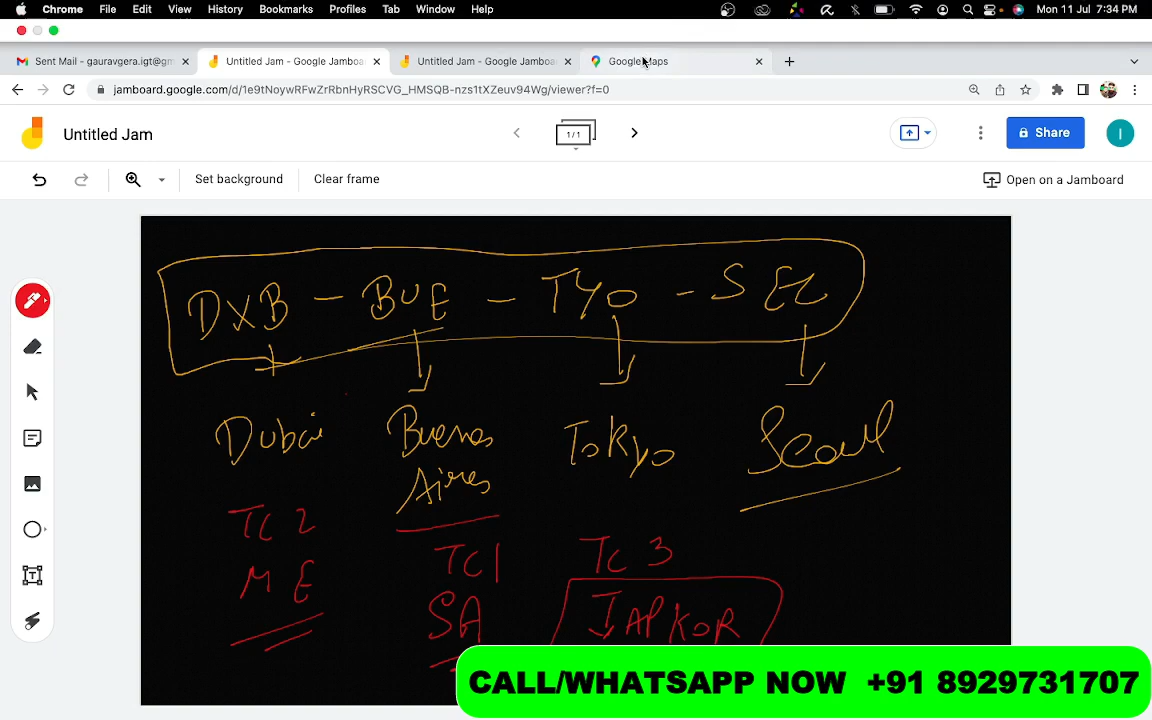 Chrome File Edit View History Bookmarks Profiles Tab Window Help Mon 11 Jul 7:34 PM
Sent Mail - gauravgera.igt@gm Untitled Jam - Google Jamboa Untitled Jam - Google Jamboa Google Maps
jamboard.google.com/d/1e9tNoywRFwZrRbnHyRSCVG_HMSQB-nzs1tXZeuv94Wg/viewer?f=0
Untitled Jam 1/1 Share I
Set background Clear frame Open on a Jamboard
DXB - BUE - TYO - SEL
Dubai Buenos Tokyo Seoul
Aires
TC 2 TC1 TC 3
ME SA JAPKOR
CALL/WHATSAPP NOW +91 8929731707